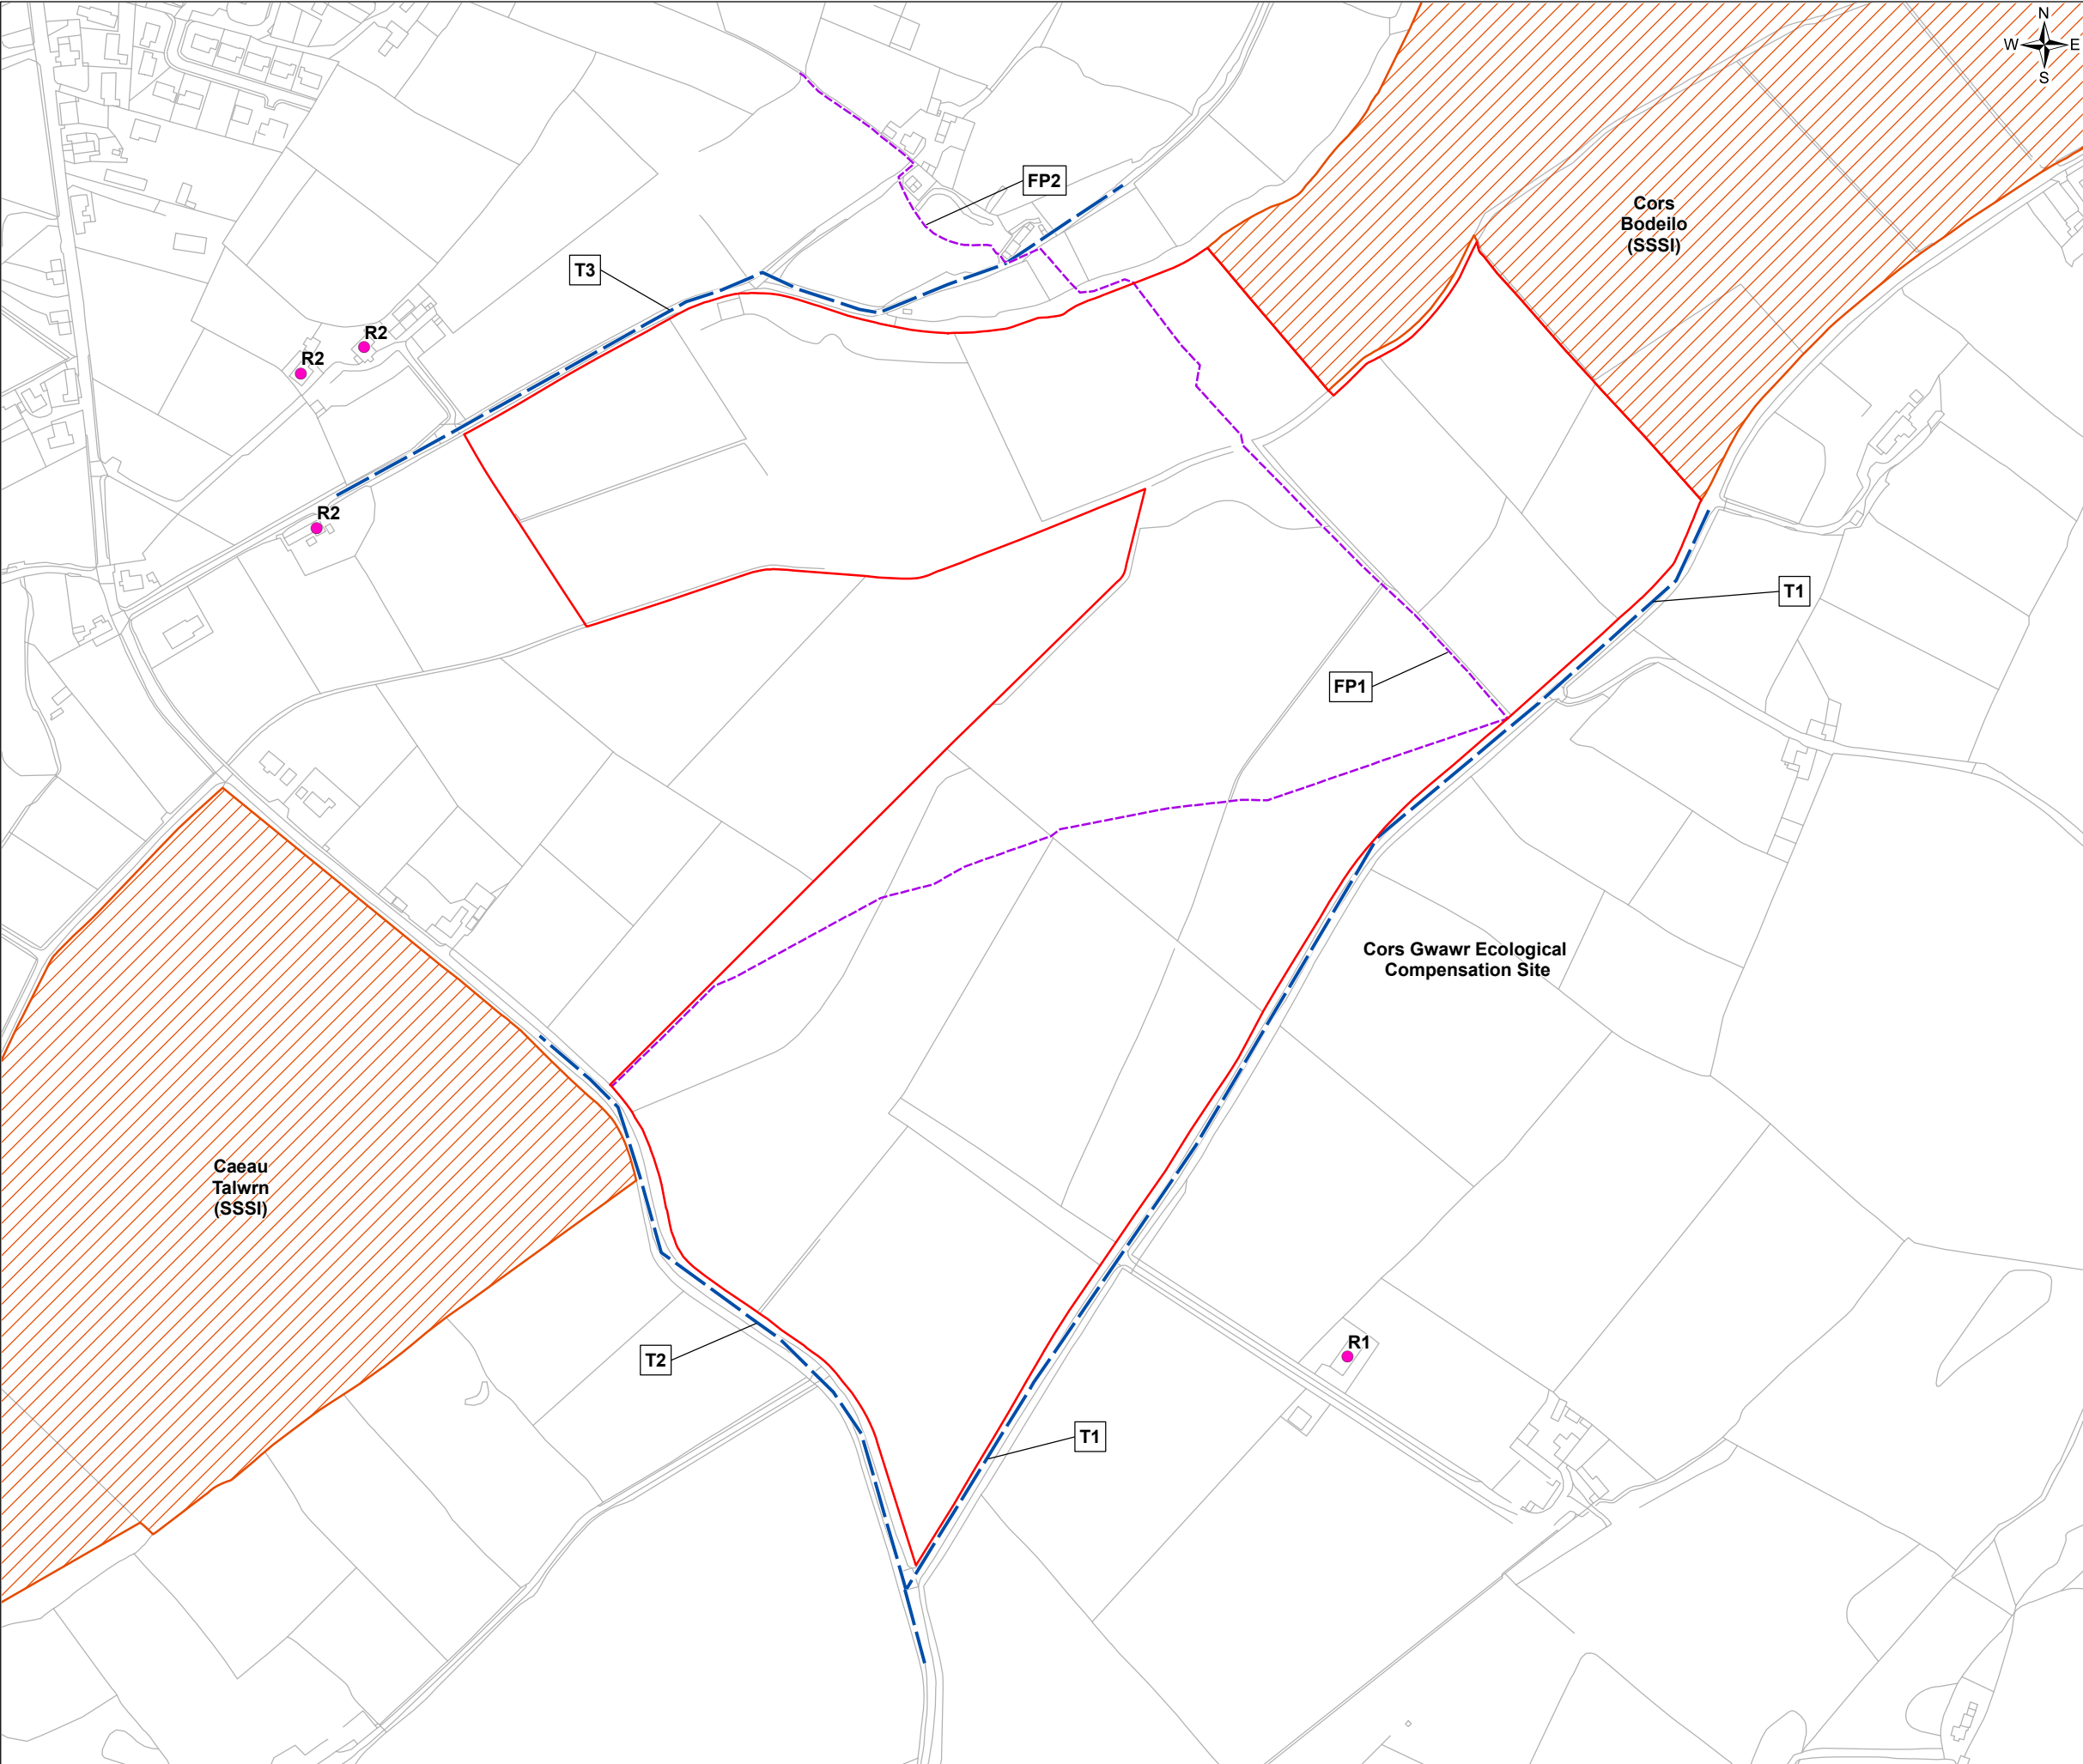 N
W E
S
FP2
Cors
Bodeilo
(SSSI)
T3
R2
R2
R2
T1
FP1
Cors Gwawr Ecological
Compensation Site
Caeau
Talwrn
(SSSI)
R1
T2
T1